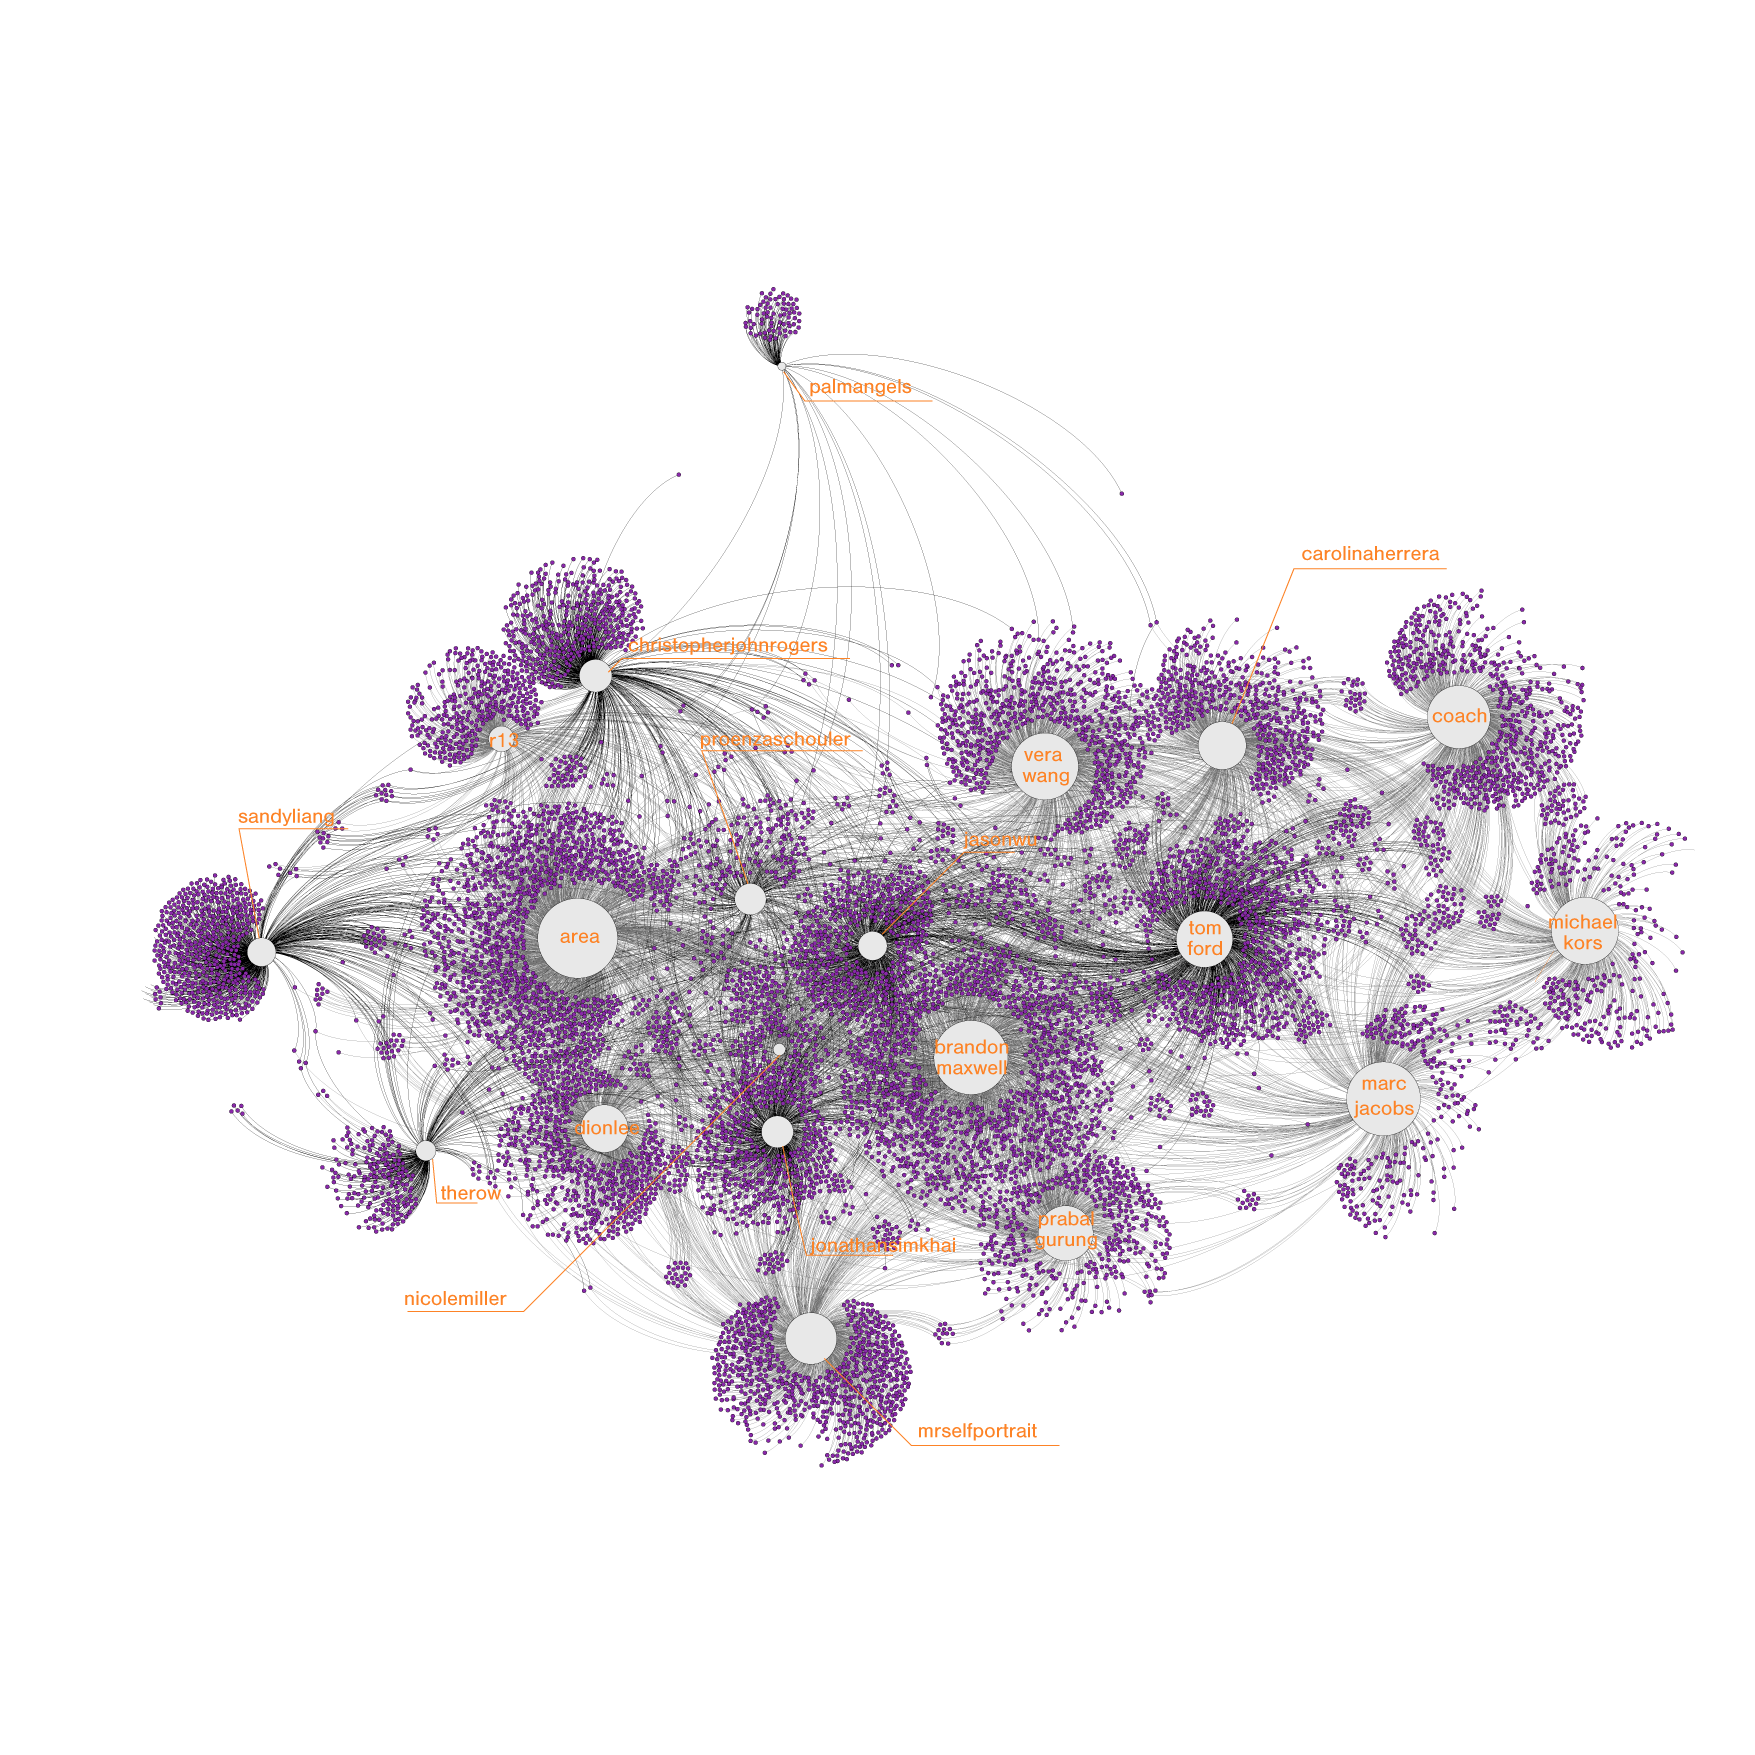 palmangels
carolinaherrera
christopherjohnrogers
coach
r13
proenzaschouler
vera
wang
sandyliang
jasonwu
michael
kors
tom
ford
area
brandon
maxwell
marc
jacobs
dionlee
therow
prabal
gurung
jonathansimkhai
nicolemiller
mrselfportrait